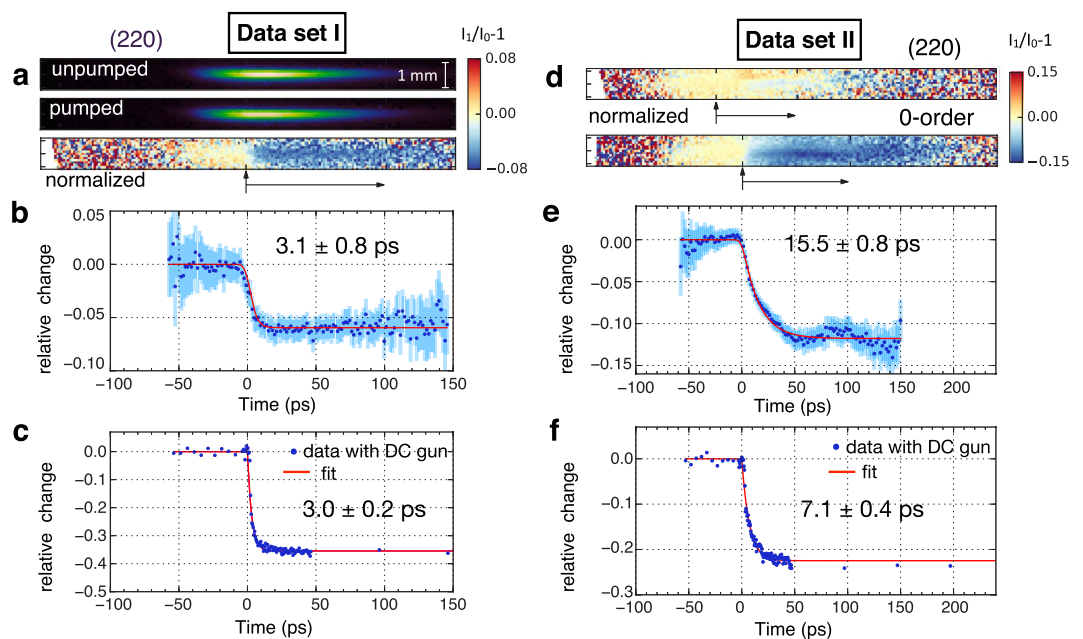 Data set I
(220)
I₁/I₀-1
a
unpumped
1 mm
pumped
0.08
0.00
−0.08
normalized
b
0.05
0.00
−0.05
−0.10
relative change
3.1 ± 0.8 ps
−100 −50 0 50 100 150
Time (ps)
c
0.0
−0.1
−0.2
−0.3
−0.4
−0.5
relative change
data with DC gun
fit
3.0 ± 0.2 ps
−100 −50 0 50 100 150
Time (ps)
Data set II
(220)
I₁/I₀-1
d
0.15
0.00
−0.15
normalized
0-order
e
0.00
−0.05
−0.10
−0.15
relative change
15.5 ± 0.8 ps
−100 −50 0 50 100 150 200
Time (ps)
f
0.0
−0.1
−0.2
−0.3
relative change
data with DC gun
fit
7.1 ± 0.4 ps
−100 −50 0 50 100 150 200
Time (ps)